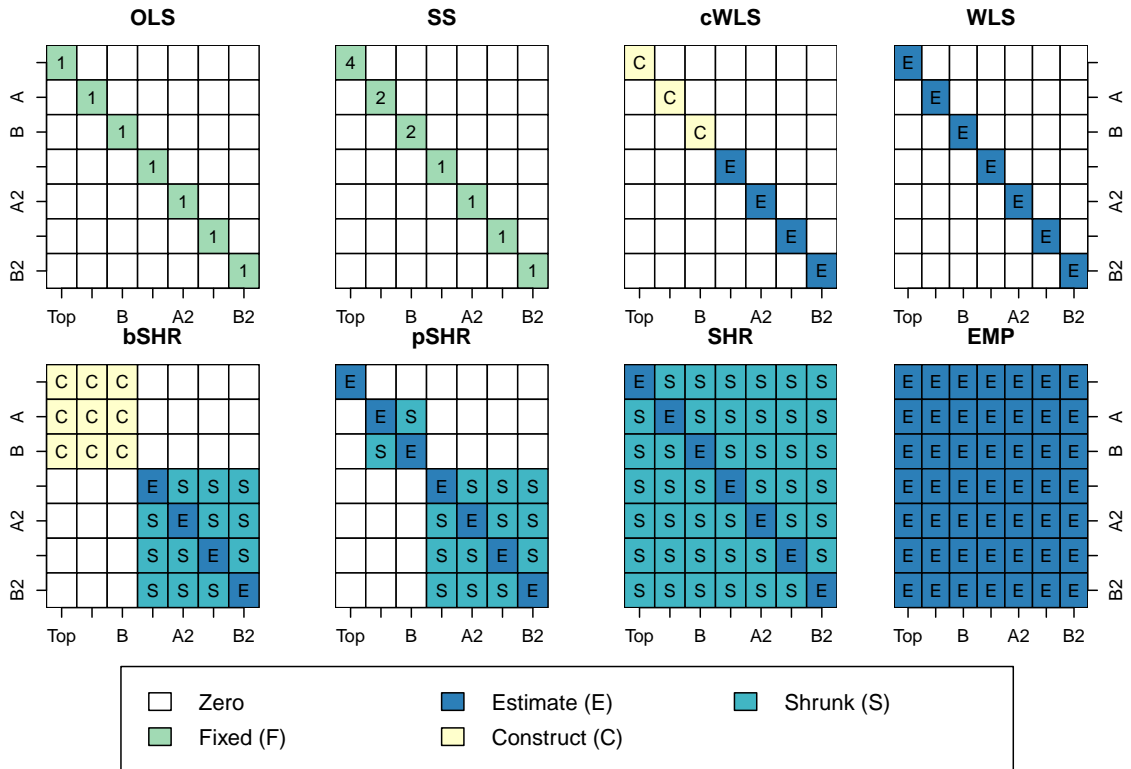 OLS SS cWLS WLS
1 4 C E
A 1 2 C E A
B 1 2 C E B
1 1 E E
A2 1 1 E E A2
1 1 E E
B2 1 1 E E B2
Top B A2 B2 Top B A2 B2 Top B A2 B2 Top B A2 B2
bSHR pSHR SHR EMP
C C C E E S S S S S S E E E E E E E
A C C C E S S E S S S S S E E E E E E E A
B C C C S E S S E S S S S E E E E E E E B
E S S S E S S S S S S E S S S E E E E E E E
A2 S E S S S E S S S S S S E S S E E E E E E E A2
S S E S S S E S S S S S S E S E E E E E E E
B2 S S S E S S S E S S S S S S E E E E E E E E B2
Top B A2 B2 Top B A2 B2 Top B A2 B2 Top B A2 B2
Zero Estimate (E) Shrunk (S)
Fixed (F) Construct (C)